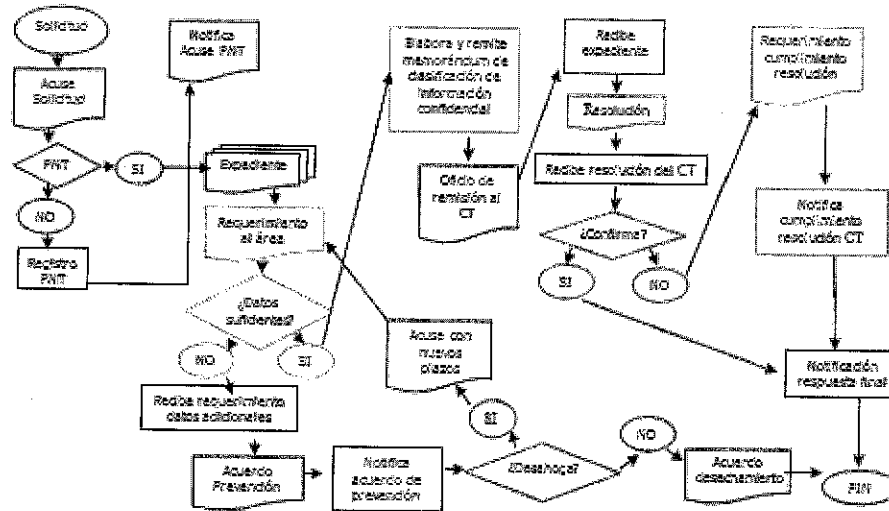 Solicitud
Acuse
Solicitud
PNT
SI
NO
Registro
PNT
Notifica
Acuse PNT
Expediente
Requerimiento
al área
¿Datos
suficientes?
NO
SI
Recibe requerimiento
datos adicionales
Acuerdo
Prevención
Notifica
acuerdo de
prevención
¿Desahoga?
SI
Acuse con
nuevos
plazos
NO
Acuerdo
desechamiento
FIN
Elabora y remite
memorándum de
clasificación de
información
confidencial
Oficio de
remisión al
CT
Recibe
expediente
Resolución
Recibe resolución del CT
¿Confirma?
SI
NO
Requerimiento
cumplimiento
resolución
Notifica
cumplimiento
resolución CT
Notificación
respuesta final